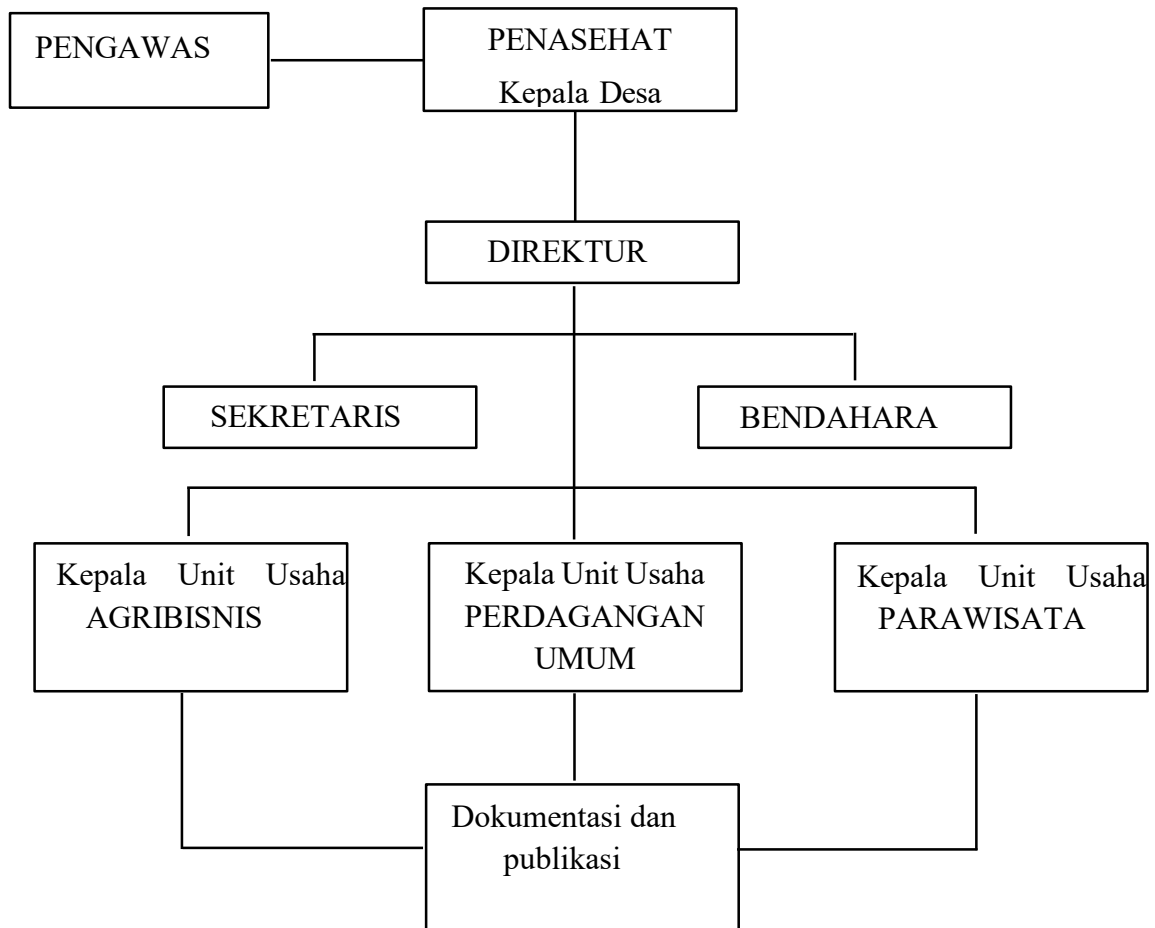 PENGAWAS
PENASEHAT
Kepala Desa
DIREKTUR
SEKRETARIS
BENDAHARA
Kepala Unit Usaha
AGRIBISNIS
Kepala Unit Usaha
PERDAGANGAN
UMUM
Kepala Unit Usaha
PARAWISATA
Dokumentasi dan
publikasi